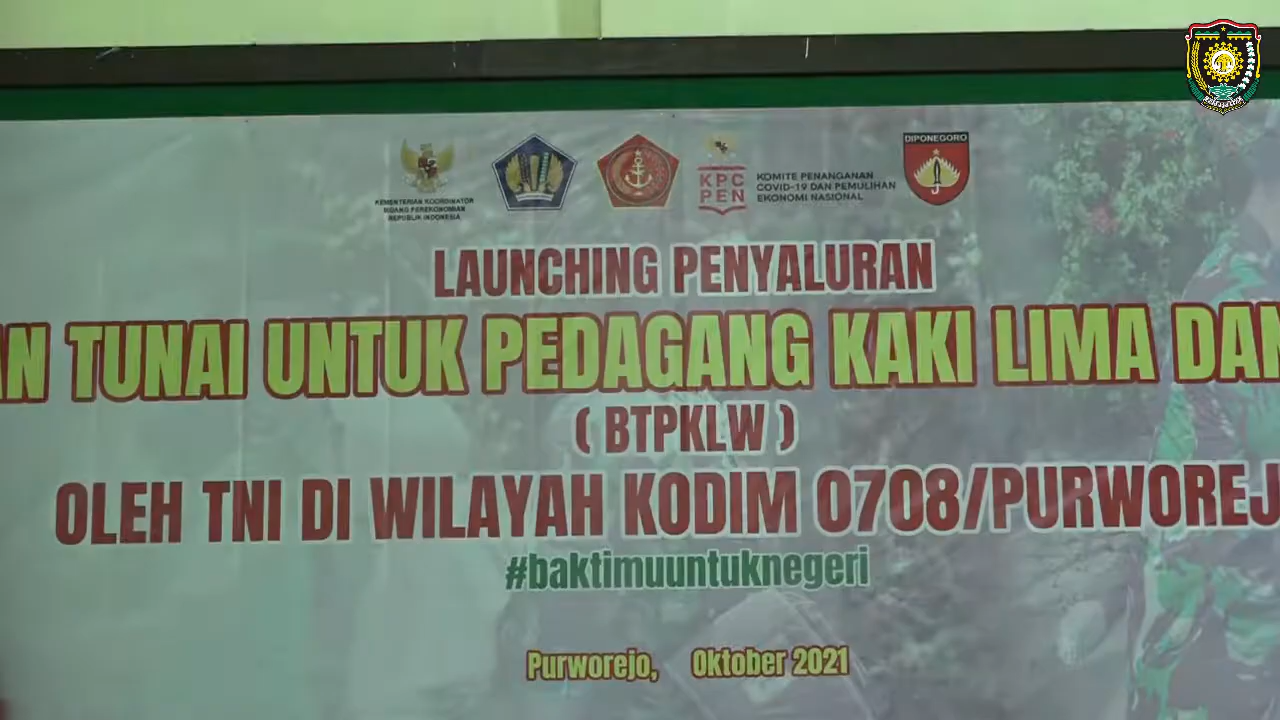 DIPONEGORO
KEMENTERIAN KOORDINATOR
BIDANG PEREKONOMIAN
REPUBLIK INDONESIA
KPC
PEN
KOMITE PENANGANAN
COVID-19 DAN PEMULIHAN
EKONOMI NASIONAL
LAUNCHING PENYALURAN
AN TUNAI UNTUK PEDAGANG KAKI LIMA DAN
( BTPKLW )
OLEH TNI DI WILAYAH KODIM 0708/PURWOREJ
#baktimuuntuknegeri
Purworejo, Oktober 2021